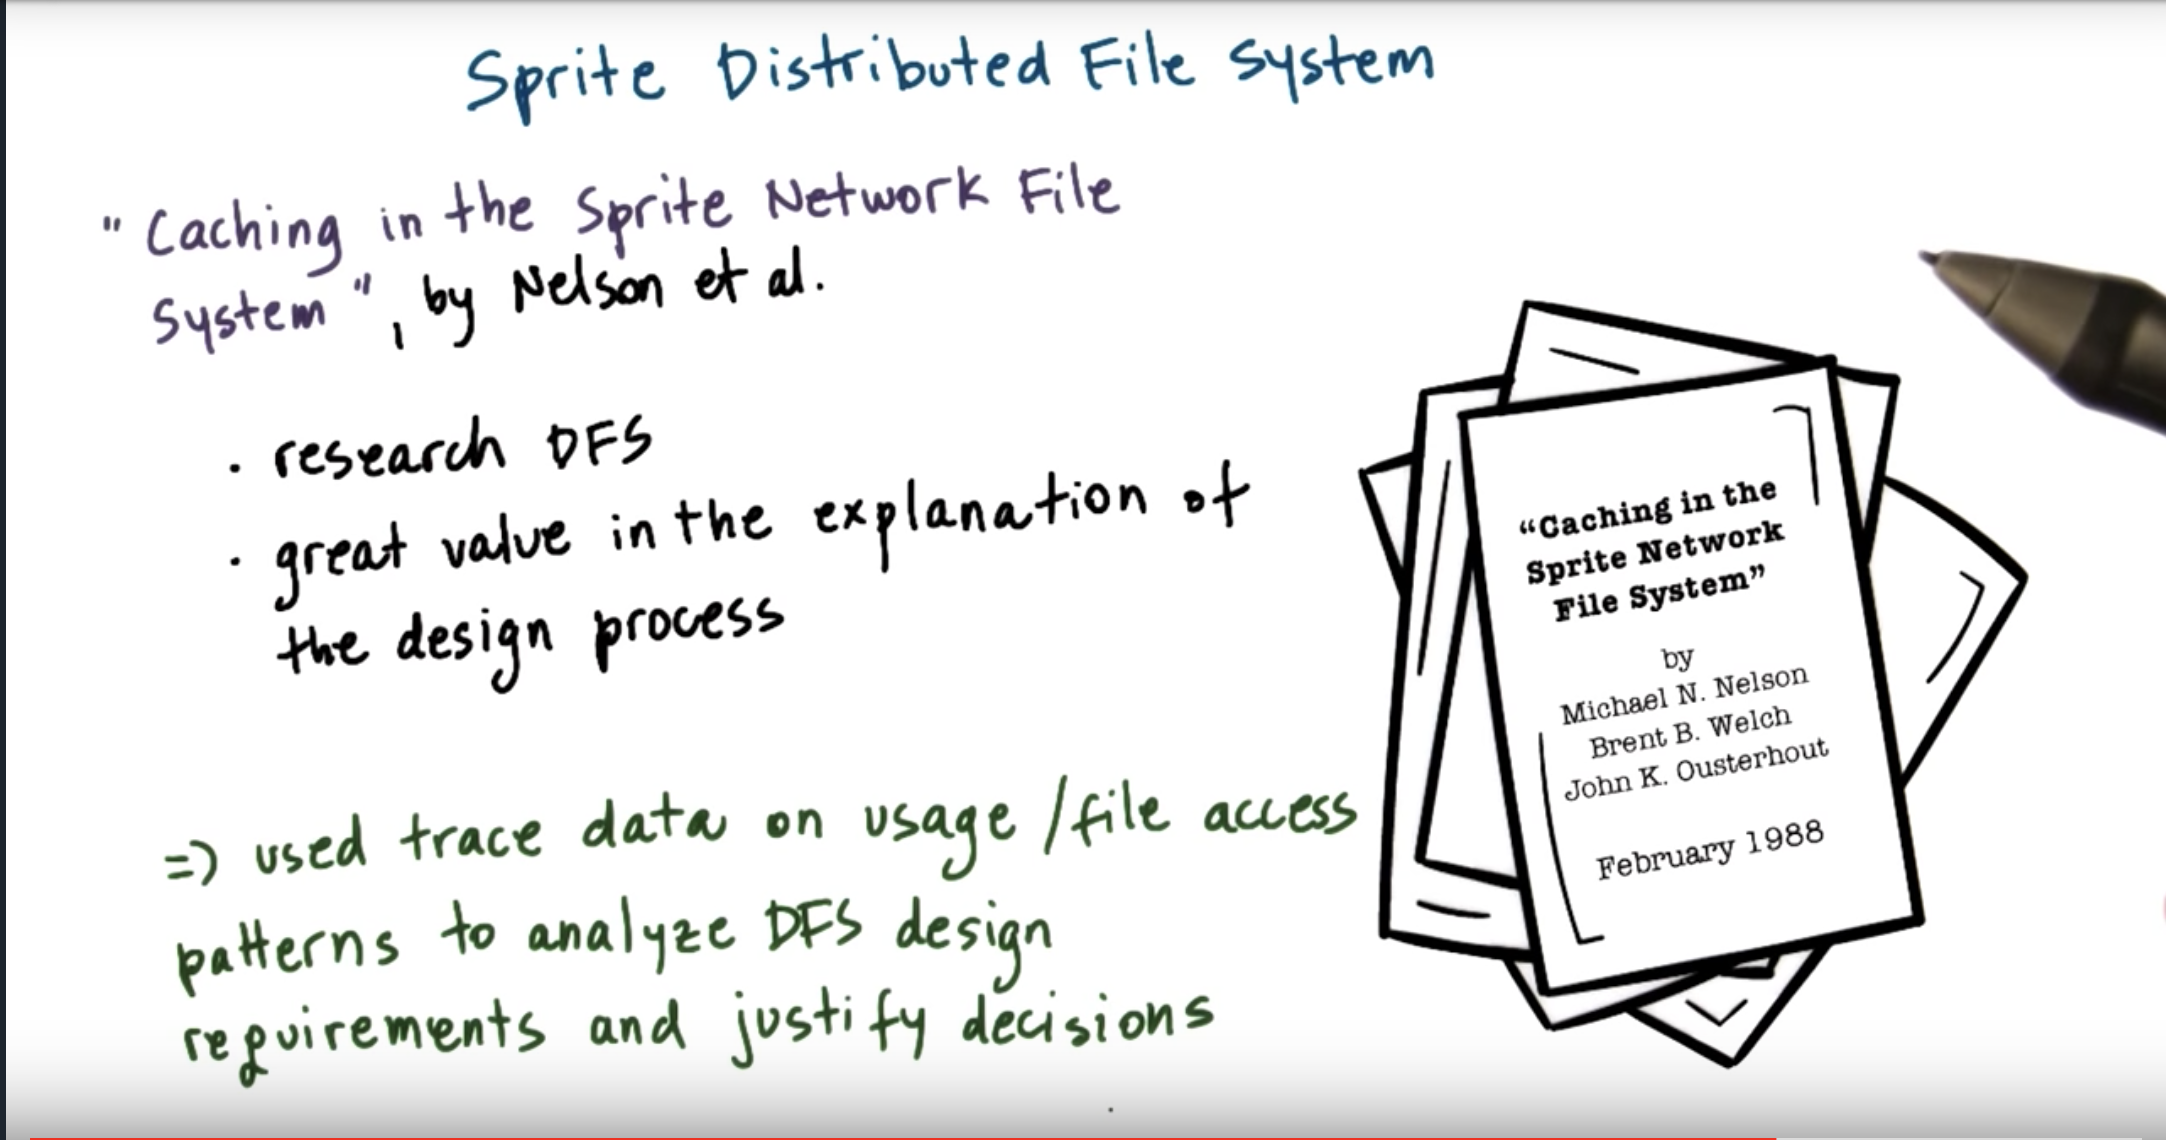 Sprite Distributed File System
"Caching in the Sprite Network File
System", by Nelson et al.
· research DFS
· great value in the explanation of
the design process
=> used trace data on usage/file access
patterns to analyze DFS design
requirements and justify decisions
“Caching in the
Sprite Network
File System”
by
Michael N. Nelson
Brent B. Welch
John K. Ousterhout
February 1988